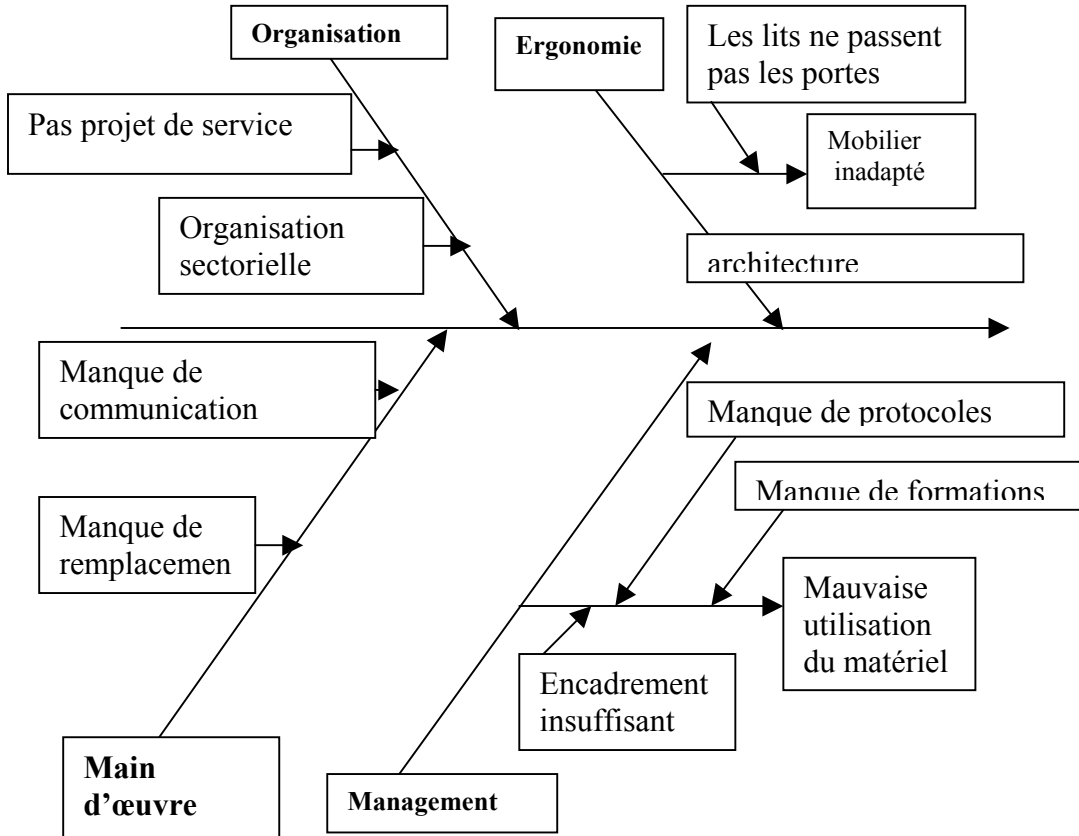 Organisation
Ergonomie
Les lits ne passent
pas les portes
Pas projet de service
Mobilier
inadapté
Organisation
sectorielle
architecture
Manque de
communication
Manque de protocoles
Manque de formations
Manque de
remplacemen
Mauvaise
utilisation
du matériel
Encadrement
insuffisant
Main
d’œuvre
Management